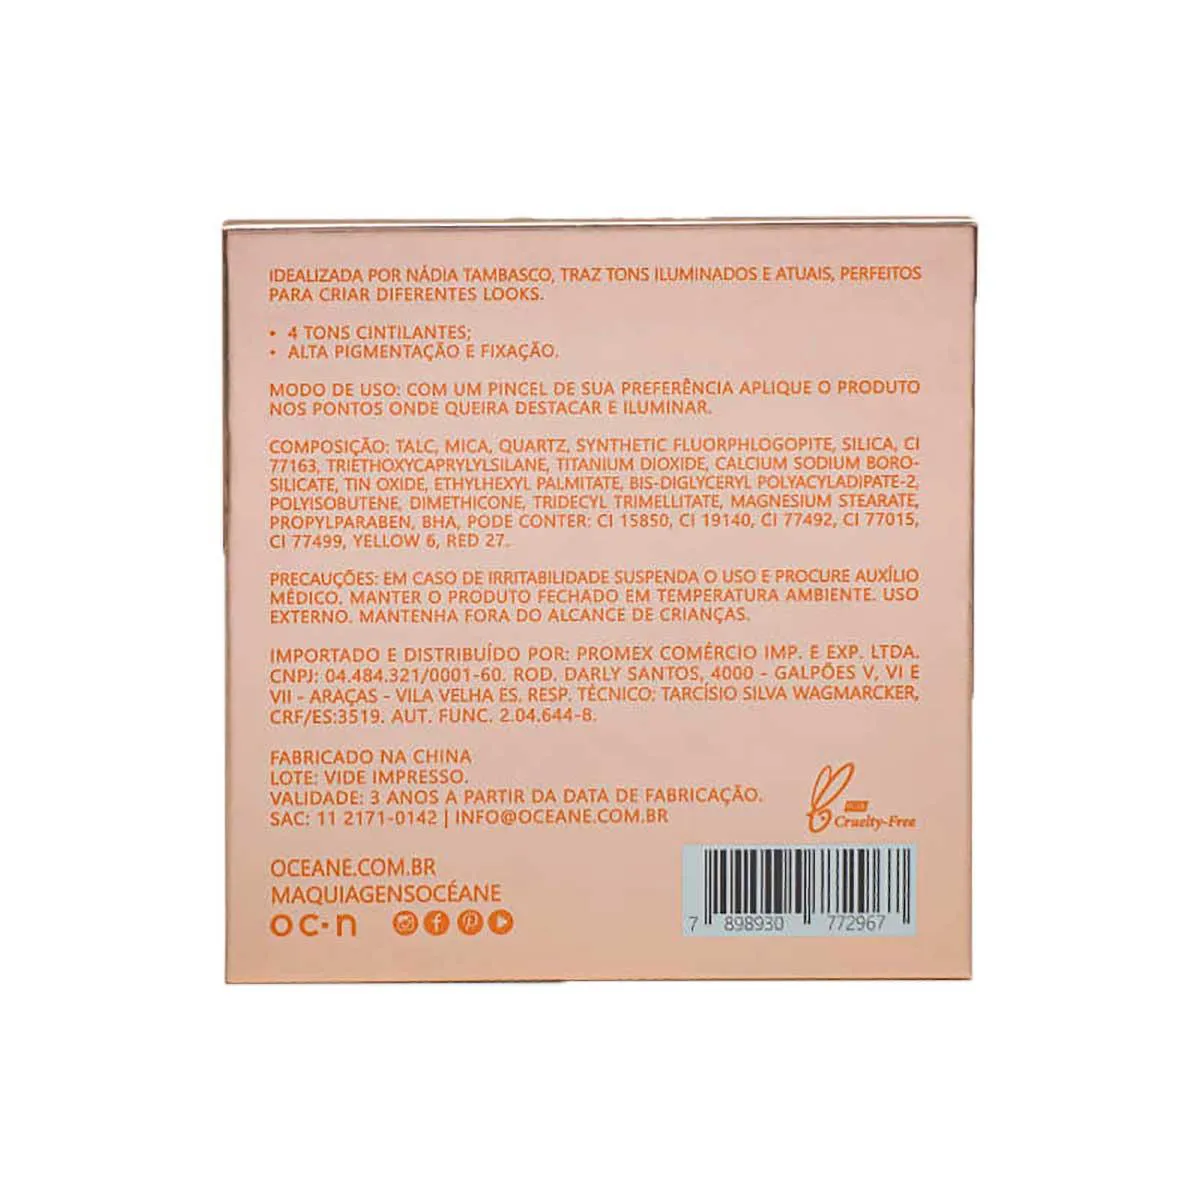 IDEALIZADA POR NÁDIA TAMBASCO, TRAZ TONS ILUMINADOS E ATUAIS, PERFEITOS
PARA CRIAR DIFERENTES LOOKS.
• 4 TONS CINTILANTES;
• ALTA PIGMENTAÇÃO E FIXAÇÃO.
MODO DE USO: COM UM PINCEL DE SUA PREFERÊNCIA APLIQUE O PRODUTO
NOS PONTOS ONDE QUEIRA DESTACAR E ILUMINAR.
COMPOSIÇÃO: TALC, MICA, QUARTZ, SYNTHETIC FLUORPHLOGOPITE, SILICA, CI
77163, TRIETHOXYCAPRYLYLSILANE, TITANIUM DIOXIDE, CALCIUM SODIUM BORO-
SILICATE, TIN OXIDE, ETHYLHEXYL PALMITATE, BIS-DIGLYCERYL POLYACYLADIPATE-2,
POLYISOBUTENE, DIMETHICONE, TRIDECYL TRIMELLITATE, MAGNESIUM STEARATE,
PROPYLPARABEN, BHA, PODE CONTER: CI 15850, CI 19140, CI 77492, CI 77015,
CI 77499, YELLOW 6, RED 27.
PRECAUÇÕES: EM CASO DE IRRITABILIDADE SUSPENDA O USO E PROCURE AUXÍLIO
MÉDICO. MANTER O PRODUTO FECHADO EM TEMPERATURA AMBIENTE. USO
EXTERNO. MANTENHA FORA DO ALCANCE DE CRIANÇAS.
IMPORTADO E DISTRIBUÍDO POR: PROMEX COMÉRCIO IMP. E EXP. LTDA.
CNPJ: 04.484.321/0001-60. ROD. DARLY SANTOS, 4000 - GALPÕES V, VI E
VII - ARAÇAS - VILA VELHA ES. RESP. TÉCNICO: TARCÍSIO SILVA WAGMARCKER,
CRF/ES:3519. AUT. FUNC. 2.04.644-8.
FABRICADO NA CHINA
LOTE: VIDE IMPRESSO.
VALIDADE: 3 ANOS A PARTIR DA DATA DE FABRICAÇÃO.
SAC: 11 2171-0142 | INFO@OCEANE.COM.BR
Cruelty-Free
OCEANE.COM.BR
MAQUIAGENSOCÉANE
oc·n
7 898930 772967